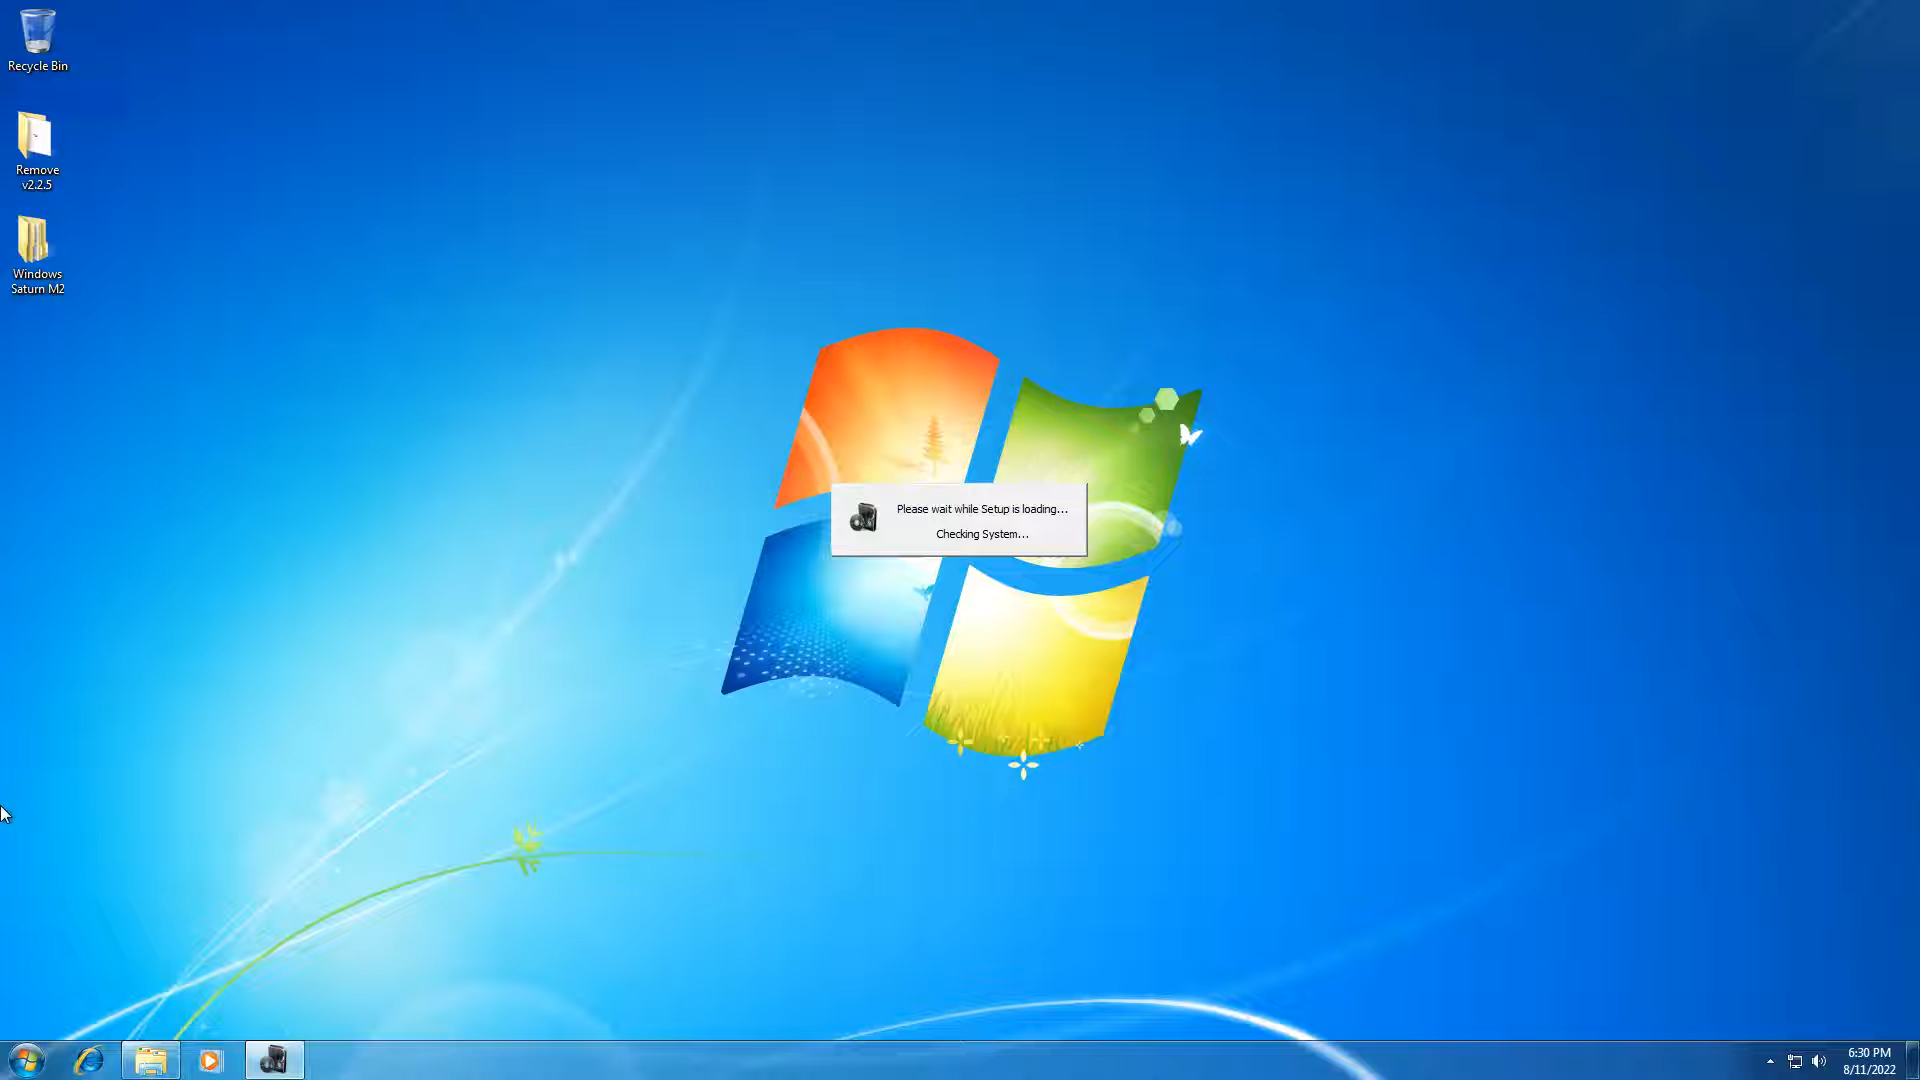 Recycle Bin
Remove
v2.2.5
Windows
Saturn M2
Please wait while Setup is loading...
Checking System...
6:30 PM
8/11/2022